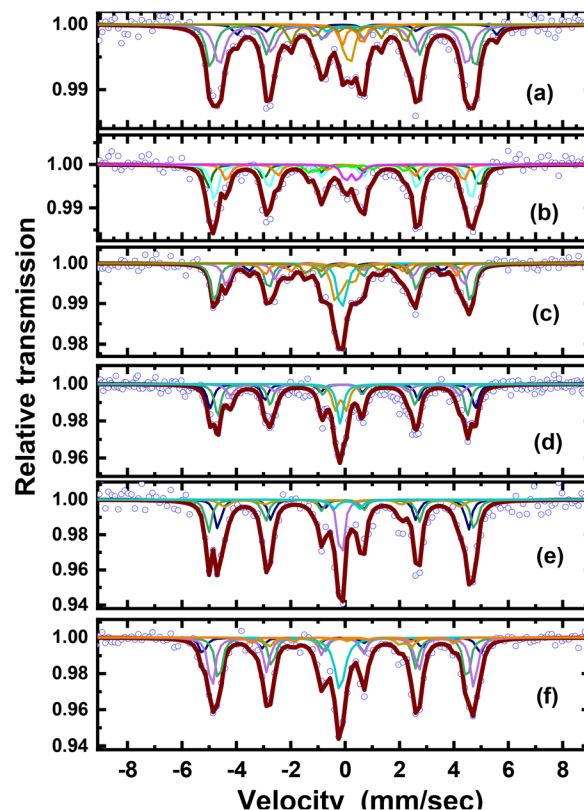 1.00
0.99
(a)
1.00
0.99
(b)
1.00
0.99
0.98
(c)
1.00
0.98
0.96
(d)
1.00
0.98
0.96
0.94
(e)
1.00
0.98
0.96
0.94
(f)
Relative transmission
-8 -6 -4 -2 0 2 4 6 8
Velocity (mm/sec)